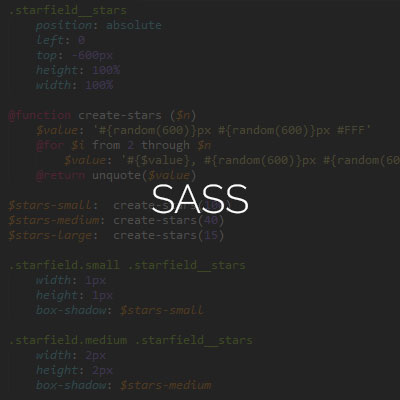 .starfield__stars
position: absolute
left: 0
top: -600px
height: 100%
width: 100%
@function create-stars ($n)
$value: '#{random(600)}px #{random(600)}px #FFF'
@for $i from 2 through $n
$value: '#{$value}, #{random(600)}px #{random(600
@return unquote($value)
SASS
$stars-small: create-stars(
$stars-medium: create-stars(40)
$stars-large: create-stars(15)
.starfield.small .starfield__stars
width: 1px
height: 1px
box-shadow: $stars-small
.starfield.medium .starfield__stars
width: 2px
height: 2px
box-shadow: $stars-medium